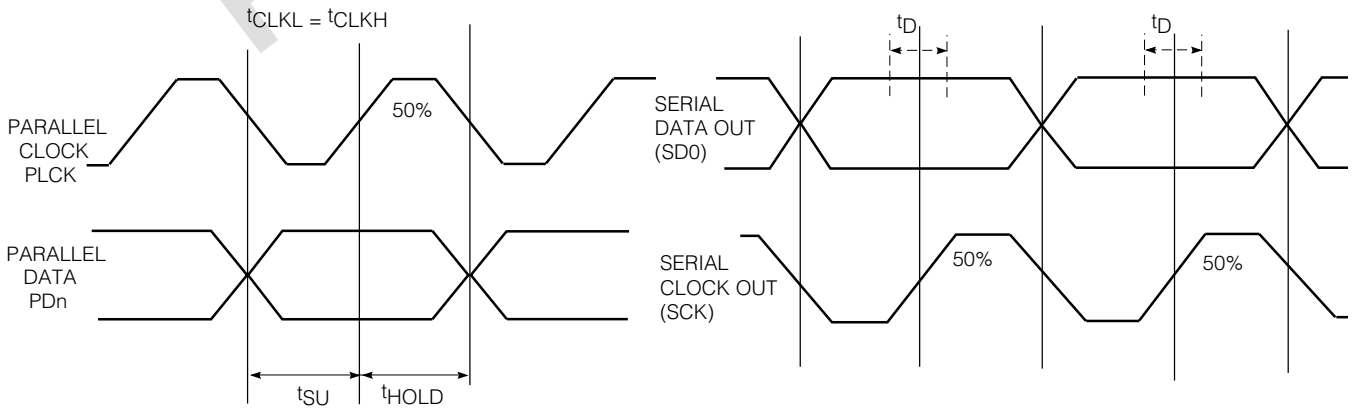 tCLKL = tCLKH
50%
PARALLEL
CLOCK
PLCK
PARALLEL
DATA
PDn
tSU
tHOLD
tD
tD
SERIAL
DATA OUT
(SD0)
SERIAL
CLOCK OUT
(SCK)
50%
50%